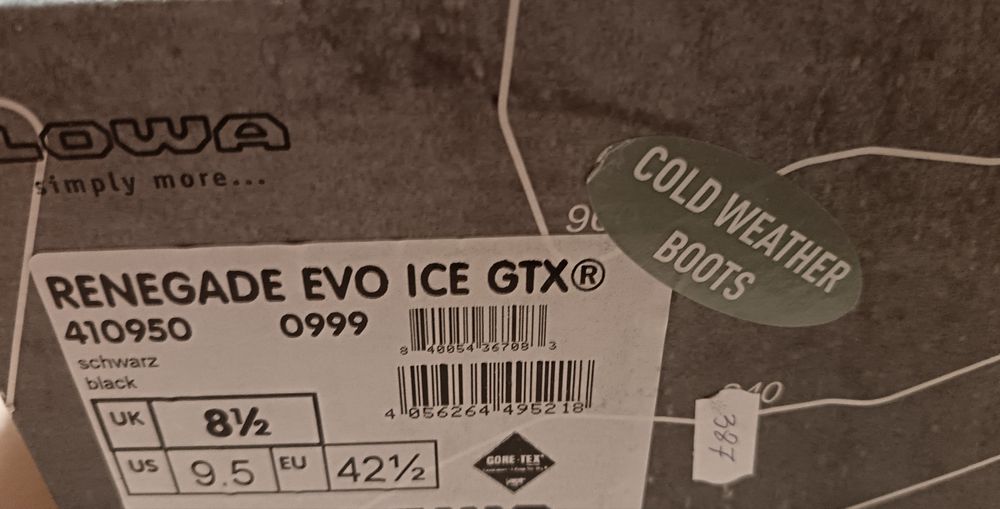 LOWA
simply more...
COLD WEATHER
BOOTS
RENEGADE EVO ICE GTX®
410950 0999
schwarz
black
8 40054 36708 3
4 056264 495218
UK 8½
US 9.5 EU 42½
GORE-TEX
387